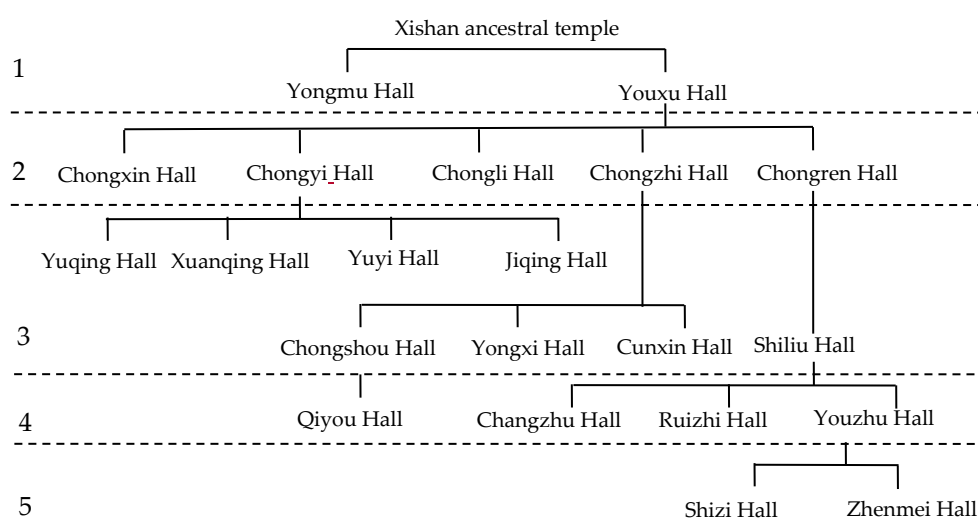 Xishan ancestral temple
1
Yongmu Hall Youxu Hall
2 Chongxin Hall Chongyi Hall Chongli Hall Chongzhi Hall Chongren Hall
Yuqing Hall Xuanqing Hall Yuyi Hall Jiqing Hall
3 Chongshou Hall Yongxi Hall Cunxin Hall Shiliu Hall
4 Qiyou Hall Changzhu Hall Ruizhi Hall Youzhu Hall
5 Shizi Hall Zhenmei Hall